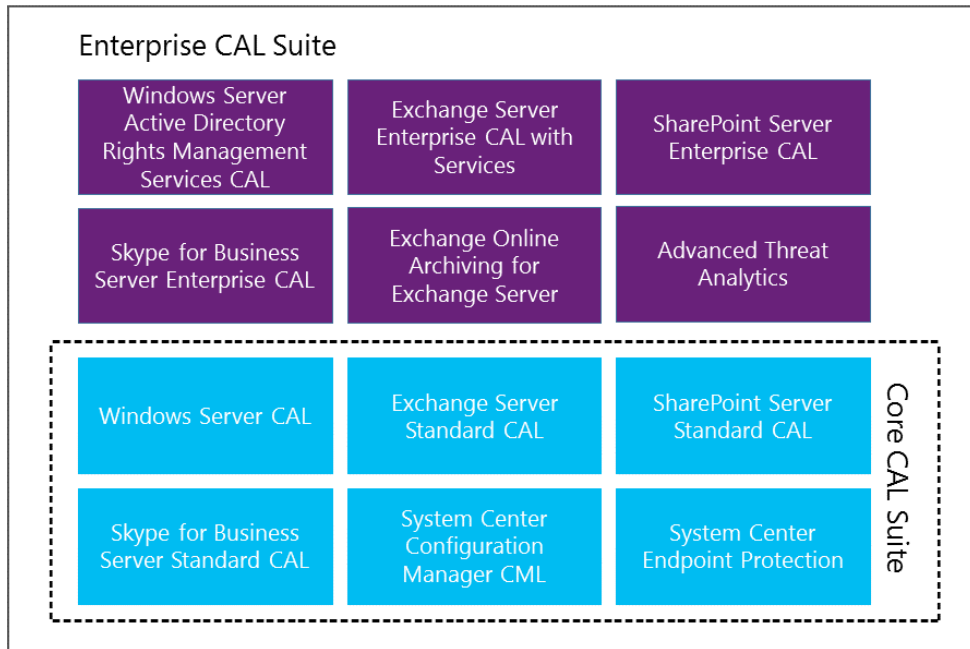 Enterprise CAL Suite
Windows Server
Active Directory
Rights Management
Services CAL
Exchange Server
Enterprise CAL with
Services
SharePoint Server
Enterprise CAL
Skype for Business
Server Enterprise CAL
Exchange Online
Archiving for
Exchange Server
Advanced Threat
Analytics
Windows Server CAL
Exchange Server
Standard CAL
SharePoint Server
Standard CAL
Skype for Business
Server Standard CAL
System Center
Configuration
Manager CML
System Center
Endpoint Protection
Core CAL Suite